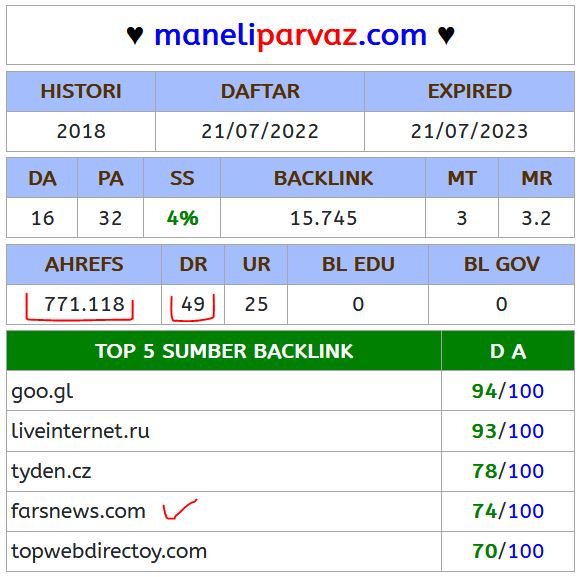 ♥ maneliparvaz.com ♥
HISTORI DAFTAR EXPIRED
2018 21/07/2022 21/07/2023
DA PA SS BACKLINK MT MR
16 32 4% 15.745 3 3.2
AHREFS DR UR BL EDU BL GOV
771.118 49 25 0 0
TOP 5 SUMBER BACKLINK D A
goo.gl 94/100
liveinternet.ru 93/100
tyden.cz 78/100
farsnews.com 74/100
topwebdirectoy.com 70/100